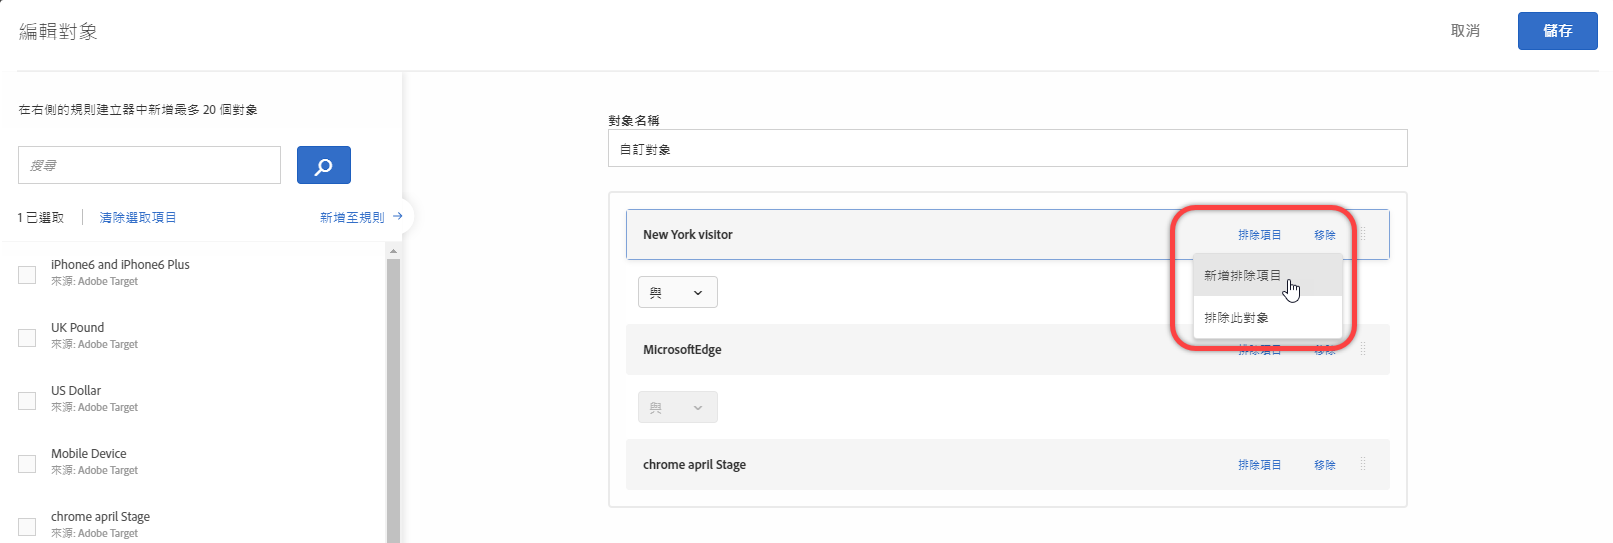 編輯對象
取消
儲存
在右側的規則建立器中新增最多 20 個對象
搜尋
1 已選取
清除選取項目
新增至規則
iPhone6 and iPhone6 Plus
來源: Adobe Target
UK Pound
來源: Adobe Target
US Dollar
來源: Adobe Target
Mobile Device
來源: Adobe Target
chrome april Stage
來源: Adobe Target
對象名稱
自訂對象
New York visitor
排除項目
移除
新增排除項目
排除此對象
與
MicrosoftEdge
排除項目
移除
與
chrome april Stage
排除項目
移除